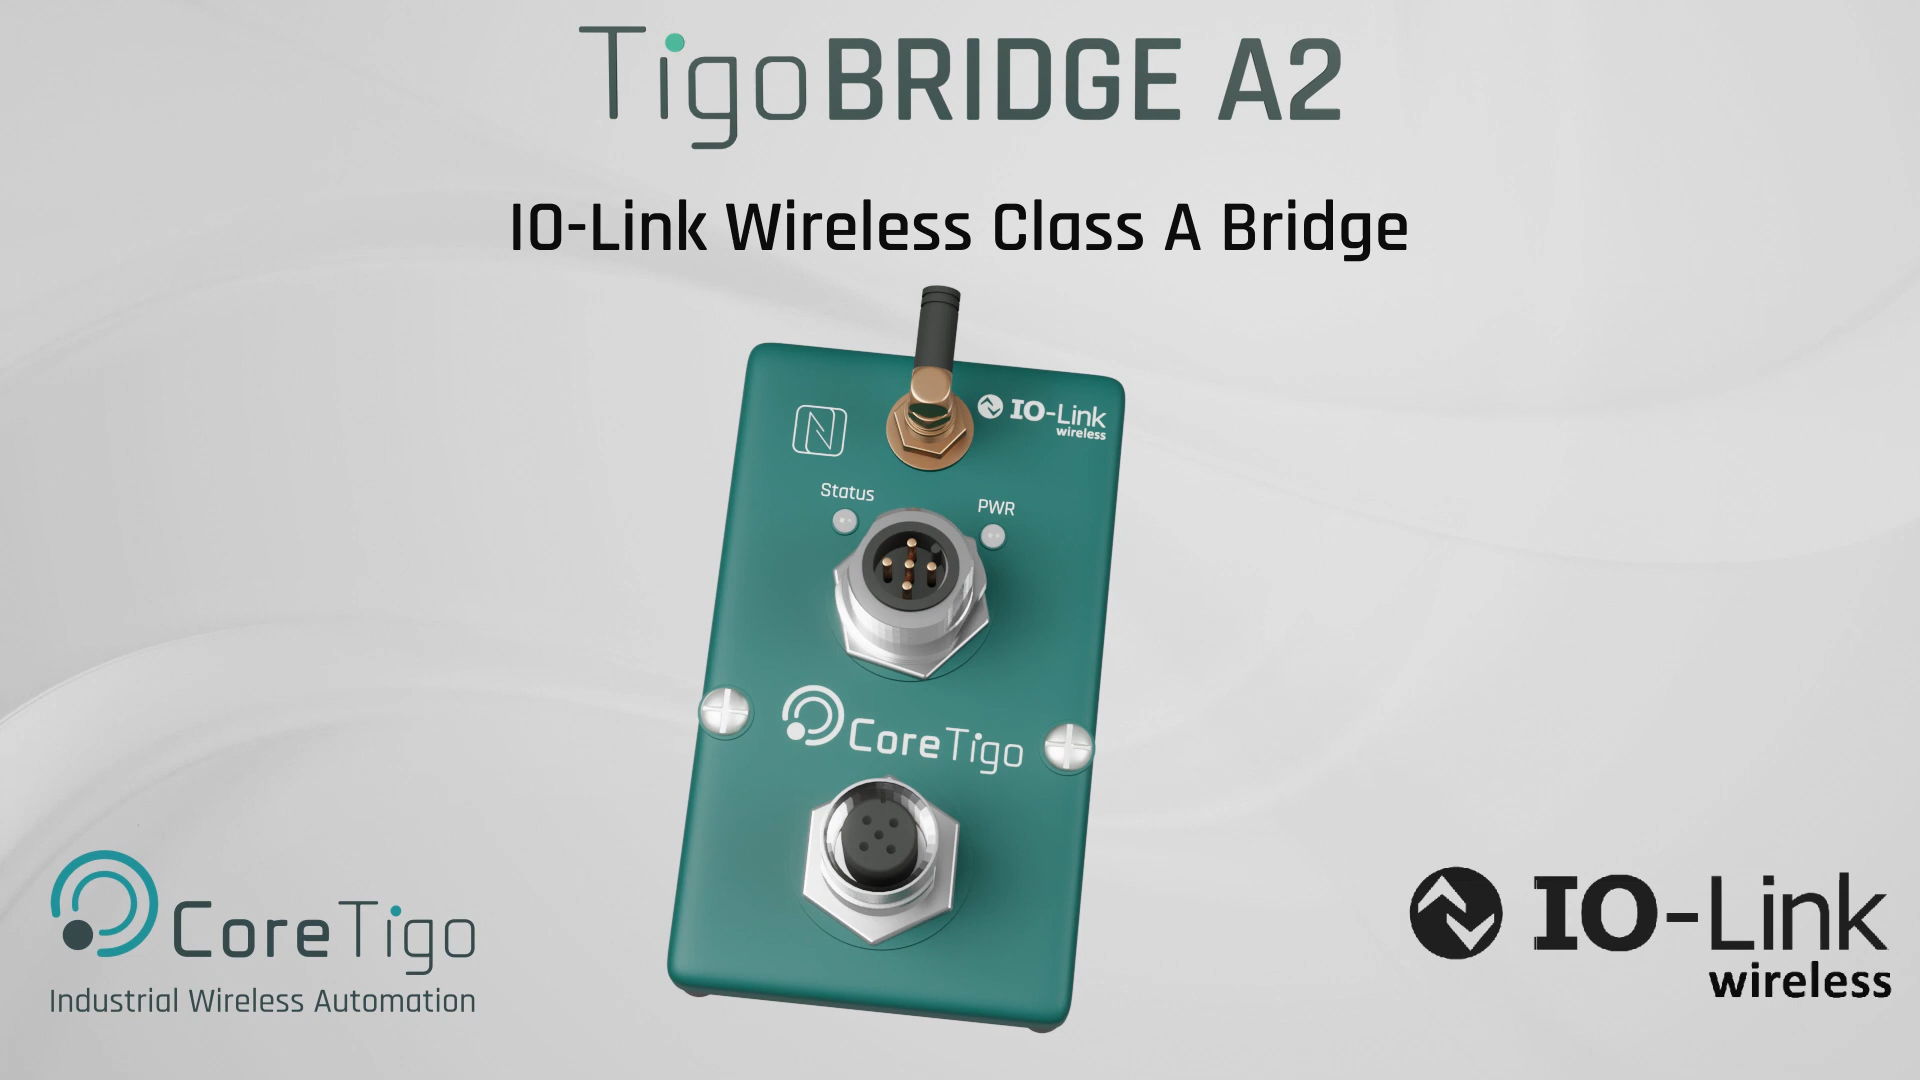 TigoBRIDGE A2
IO-Link Wireless Class A Bridge
IO-Link
wireless
Status
PWR
CoreTigo
CoreTigo
Industrial Wireless Automation
IO-Link
wireless